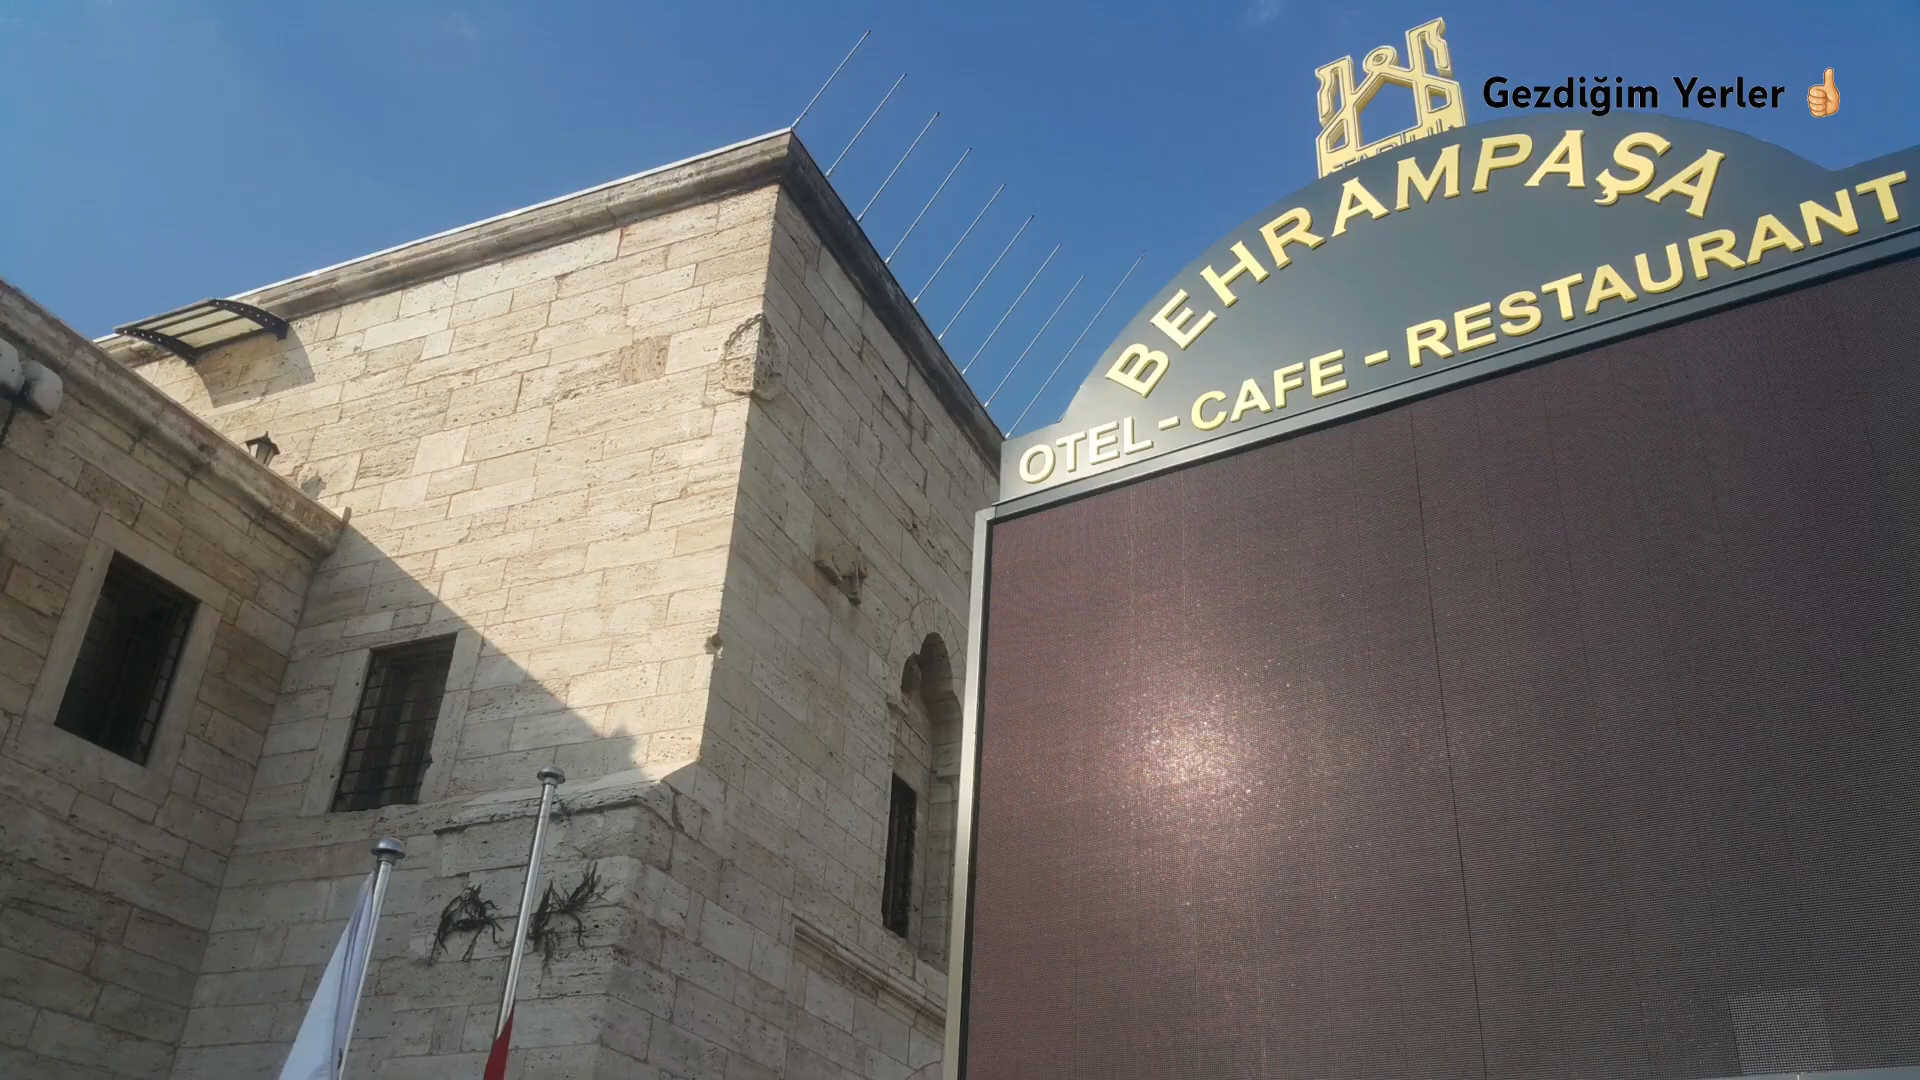 Gezdiğim Yerler 👍
BEHRAMPAŞA
OTEL - CAFE - RESTAURANT